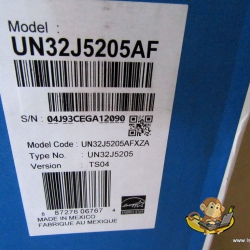 Model :
UN32J5205AF
S/N : 04J93CEGA12090
Model Code : UN32J5205AFXZA
Type No. : UN32J5205
Version : TS04
8 87276 06767
MADE IN MEXICO
FABRIQUE AU MEXIQUE